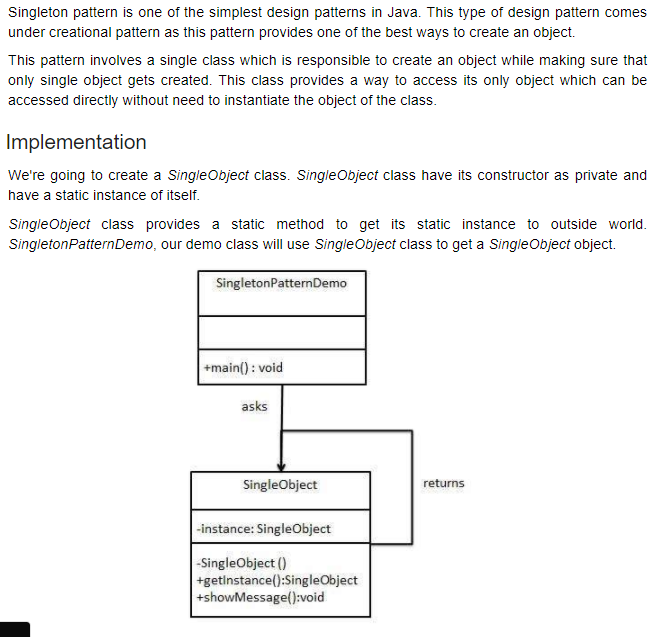 Singleton pattern is one of the simplest design patterns in Java. This type of design pattern comes
under creational pattern as this pattern provides one of the best ways to create an object.
This pattern involves a single class which is responsible to create an object while making sure that
only single object gets created. This class provides a way to access its only object which can be
accessed directly without need to instantiate the object of the class.
Implementation
We're going to create a SingleObject class. SingleObject class have its constructor as private and
have a static instance of itself.
SingleObject class provides a static method to get its static instance to outside world.
SingletonPatternDemo, our demo class will use SingleObject class to get a SingleObject object.
SingletonPatternDemo
+main() : void
asks
SingleObject
returns
-instance: SingleObject
-SingleObject ()
+getInstance():SingleObject
+showMessage():void